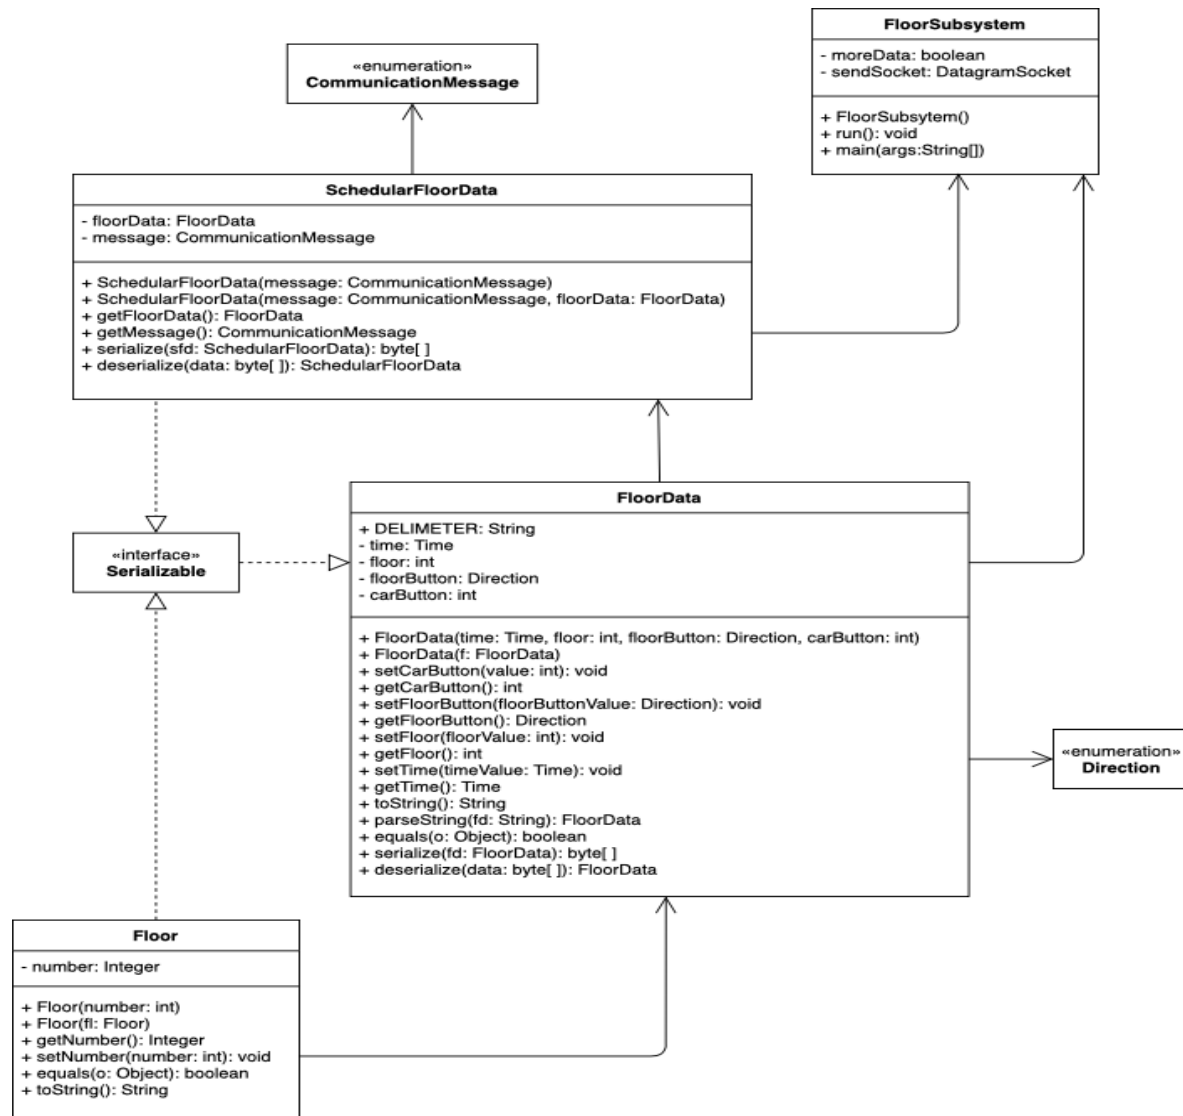 FloorSubsystem
- moreData: boolean
- sendSocket: DatagramSocket
+ FloorSubsytem()
+ run(): void
+ main(args:String[])
«enumeration»
CommunicationMessage
SchedularFloorData
- floorData: FloorData
- message: CommunicationMessage
+ SchedularFloorData(message: CommunicationMessage)
+ SchedularFloorData(message: CommunicationMessage, floorData: FloorData)
+ getFloorData(): FloorData
+ getMessage(): CommunicationMessage
+ serialize(sfd: SchedularFloorData): byte[ ]
+ deserialize(data: byte[ ]): SchedularFloorData
FloorData
+ DELIMETER: String
- time: Time
- floor: int
- floorButton: Direction
- carButton: int
+ FloorData(time: Time, floor: int, floorButton: Direction, carButton: int)
+ FloorData(f: FloorData)
+ setCarButton(value: int): void
+ getCarButton(): int
+ setFloorButton(floorButtonValue: Direction): void
+ getFloorButton(): Direction
+ setFloor(floorValue: int): void
+ getFloor(): int
+ setTime(timeValue: Time): void
+ getTime(): Time
+ toString(): String
+ parseString(fd: String): FloorData
+ equals(o: Object): boolean
+ serialize(fd: FloorData): byte[ ]
+ deserialize(data: byte[ ]): FloorData
«interface»
Serializable
«enumeration»
Direction
Floor
- number: Integer
+ Floor(number: int)
+ Floor(fl: Floor)
+ getNumber(): Integer
+ setNumber(number: int): void
+ equals(o: Object): boolean
+ toString(): String